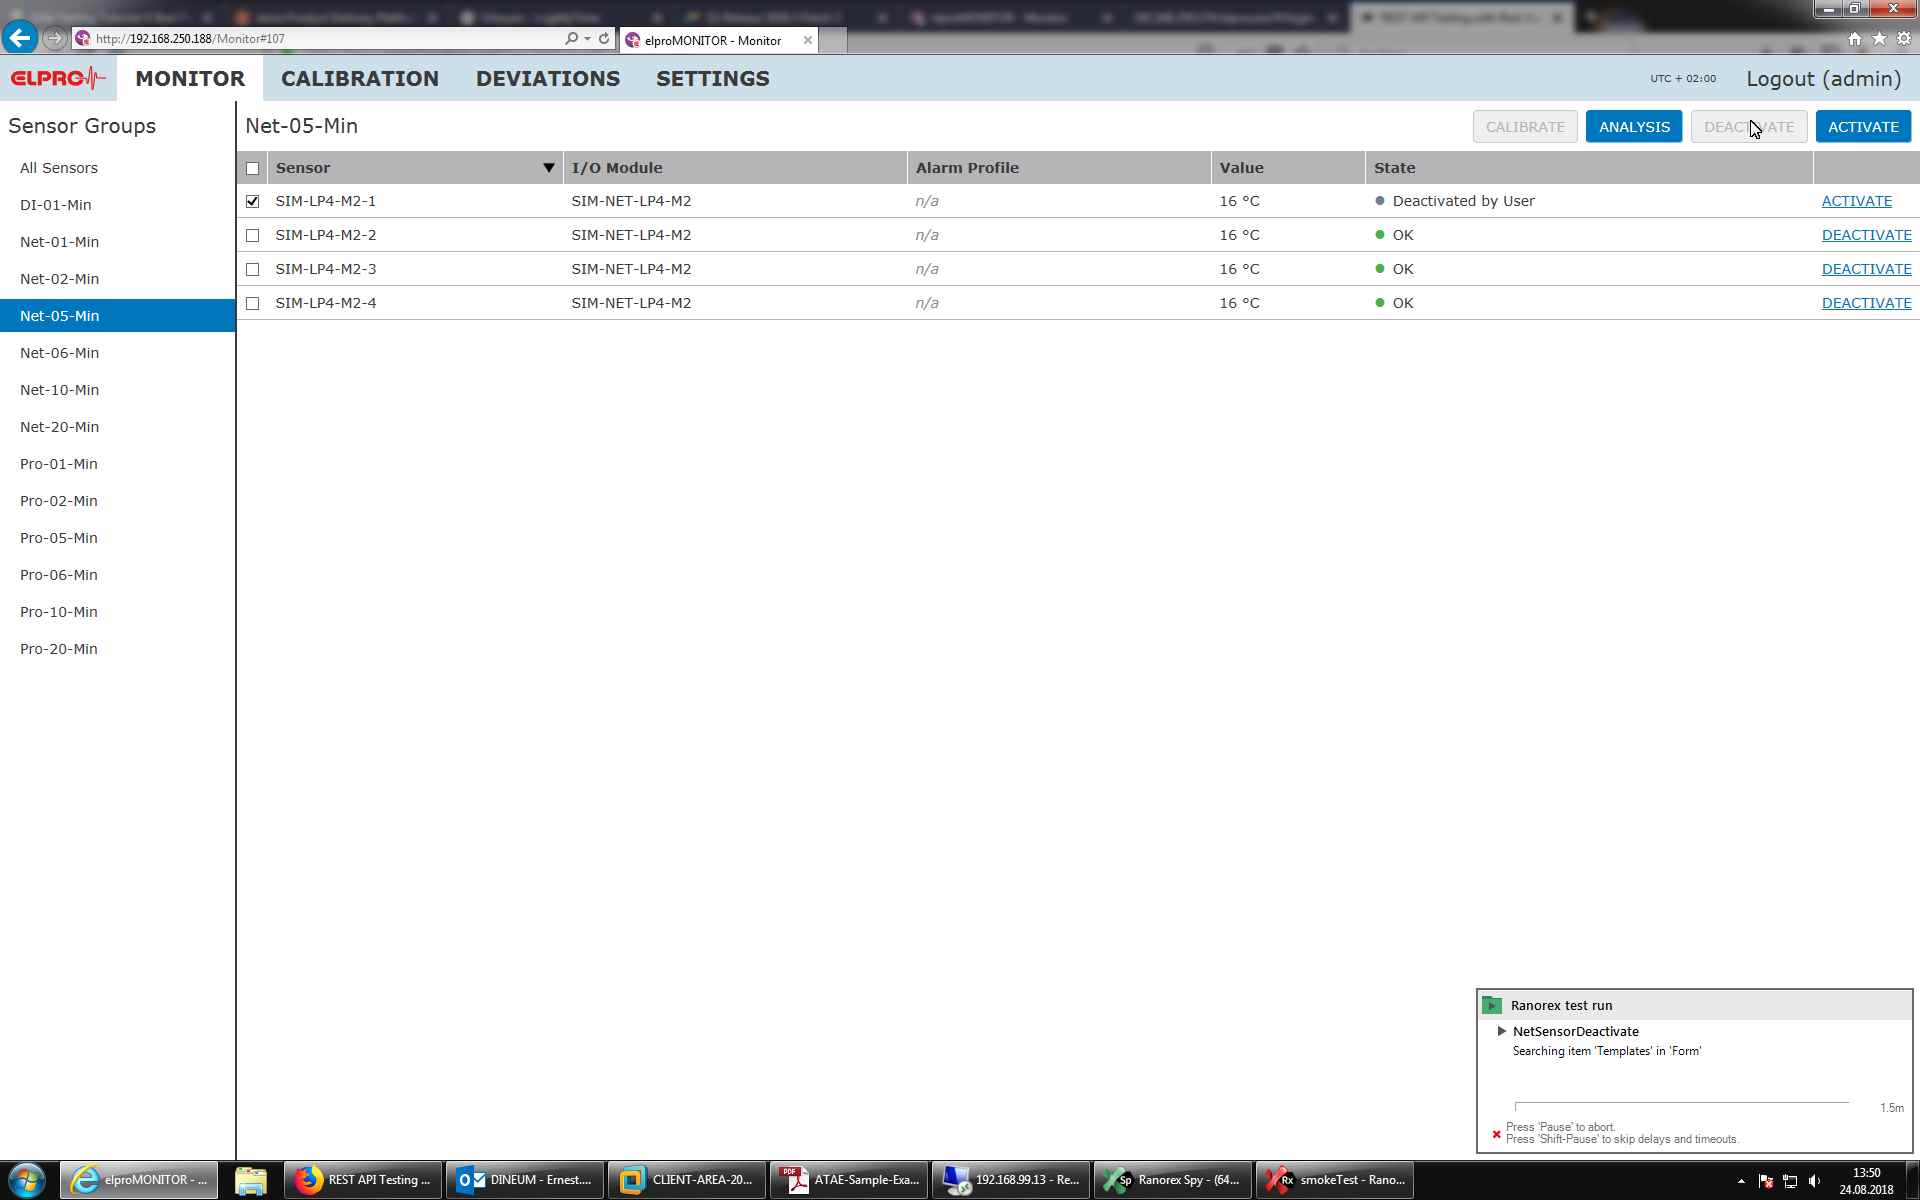 http://192.168.250.188/Monitor#107
elproMONITOR - Monitor
ELPRO MONITOR CALIBRATION DEVIATIONS SETTINGS UTC + 02:00 Logout (admin)
Sensor Groups
All Sensors
DI-01-Min
Net-01-Min
Net-02-Min
Net-05-Min
Net-06-Min
Net-10-Min
Net-20-Min
Pro-01-Min
Pro-02-Min
Pro-05-Min
Pro-06-Min
Pro-10-Min
Pro-20-Min
Net-05-Min CALIBRATE ANALYSIS DEACTIVATE ACTIVATE
Sensor I/O Module Alarm Profile Value State
SIM-LP4-M2-1 SIM-NET-LP4-M2 n/a 16 °C Deactivated by User ACTIVATE
SIM-LP4-M2-2 SIM-NET-LP4-M2 n/a 16 °C OK DEACTIVATE
SIM-LP4-M2-3 SIM-NET-LP4-M2 n/a 16 °C OK DEACTIVATE
SIM-LP4-M2-4 SIM-NET-LP4-M2 n/a 16 °C OK DEACTIVATE
Ranorex test run
NetSensorDeactivate
Searching item 'Templates' in 'Form'
1.5m
Press 'Pause' to abort.
Press 'Shift-Pause' to skip delays and timeouts.
elproMONITOR - ... REST API Testing ... DINEUM - Ernest.... CLIENT-AREA-20... ATAE-Sample-Exa... 192.168.99.13 - Re... Ranorex Spy - (64... smokeTest - Rano...
13:50
24.08.2018